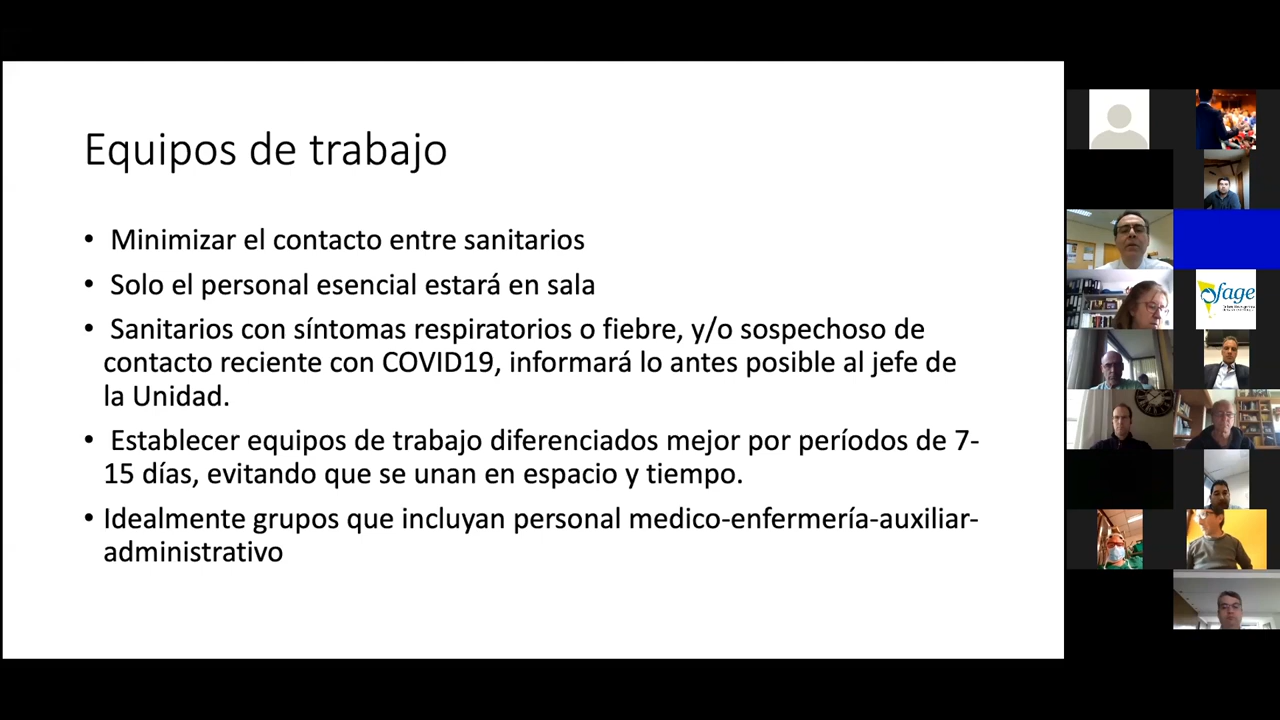 Equipos de trabajo
• Minimizar el contacto entre sanitarios
• Solo el personal esencial estará en sala
• Sanitarios con síntomas respiratorios o fiebre, y/o sospechoso de
contacto reciente con COVID19, informará lo antes posible al jefe de
la Unidad.
• Establecer equipos de trabajo diferenciados mejor por períodos de 7-
15 días, evitando que se unan en espacio y tiempo.
• Idealmente grupos que incluyan personal medico-enfermería-auxiliar-
administrativo
fage